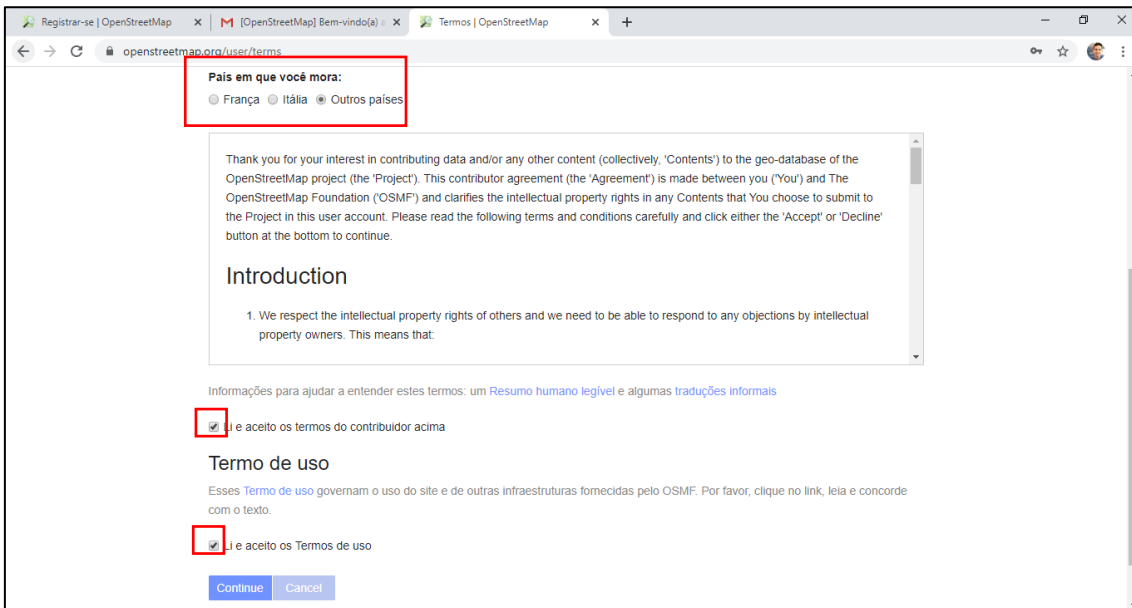 Registrar-se | OpenStreetMap
[OpenStreetMap] Bem-vindo(a) a
Termos | OpenStreetMap
openstreetmap.org/user/terms
País em que você mora:
França Itália Outros países
Thank you for your interest in contributing data and/or any other content (collectively, 'Contents') to the geo-database of the
OpenStreetMap project (the 'Project'). This contributor agreement (the 'Agreement') is made between you ('You') and The
OpenStreetMap Foundation ('OSMF') and clarifies the intellectual property rights in any Contents that You choose to submit to
the Project in this user account. Please read the following terms and conditions carefully and click either the 'Accept' or 'Decline'
button at the bottom to continue.
Introduction
1. We respect the intellectual property rights of others and we need to be able to respond to any objections by intellectual
property owners. This means that:
Informações para ajudar a entender estes termos: um Resumo humano legível e algumas traduções informais
Li e aceito os termos do contribuidor acima
Termo de uso
Esses Termo de uso governam o uso do site e de outras infraestruturas fornecidas pelo OSMF. Por favor, clique no link, leia e concorde
com o texto.
Li e aceito os Termos de uso
Continue Cancel